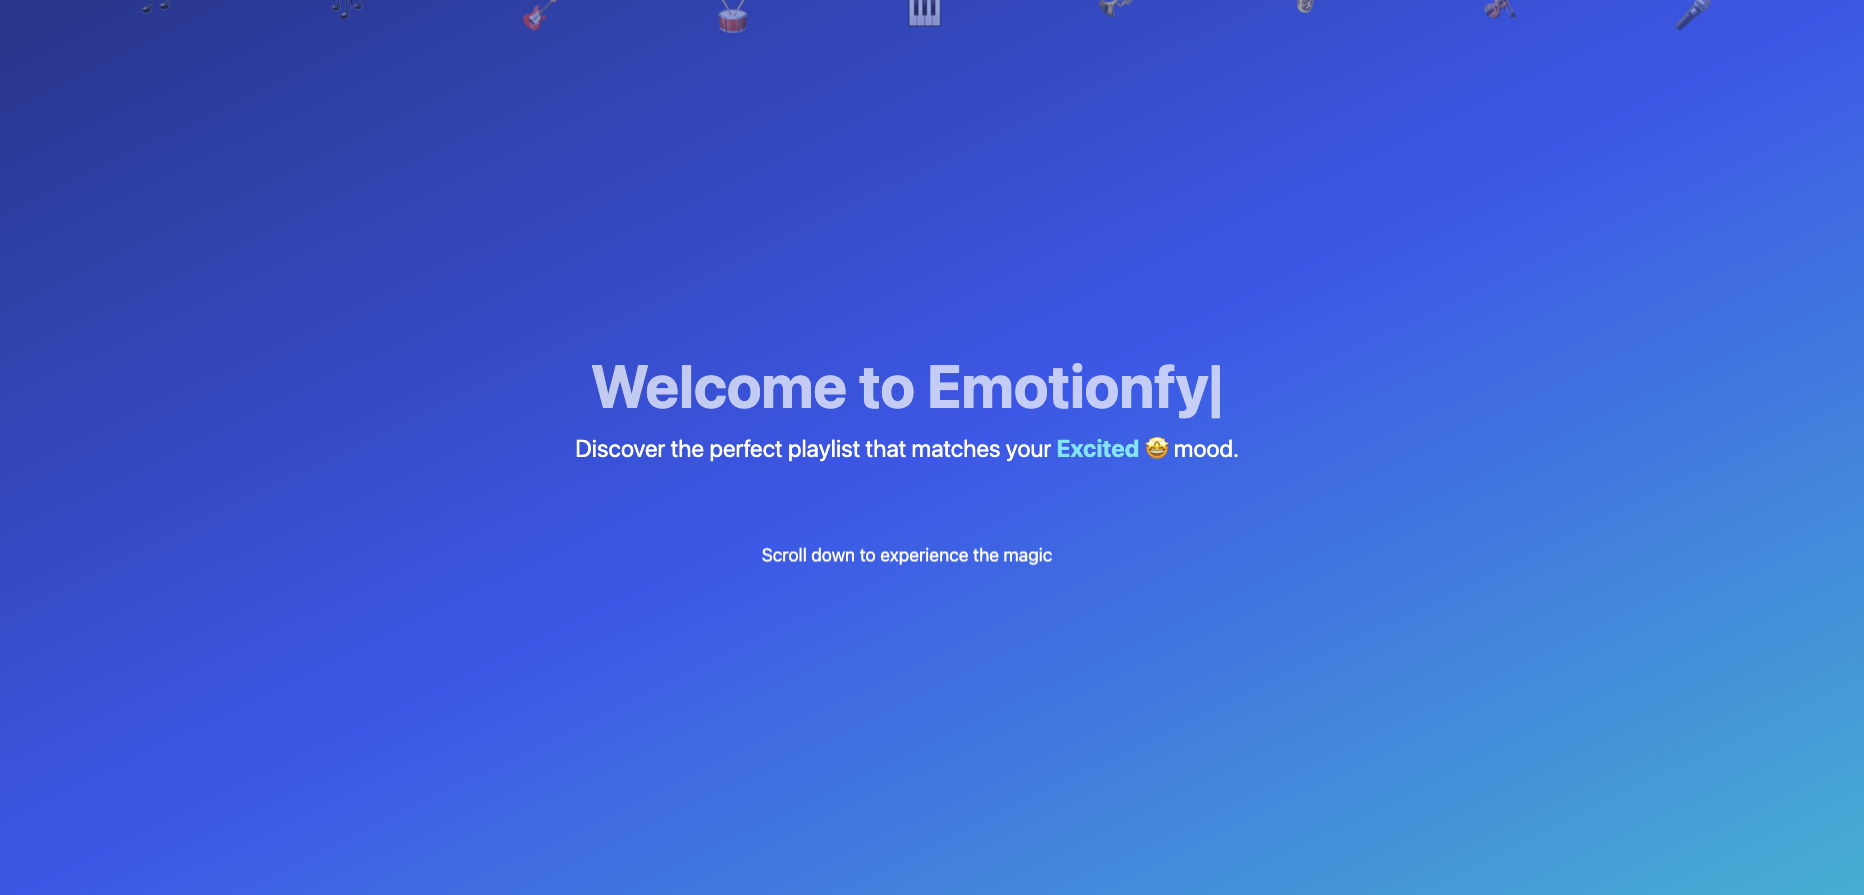 Welcome to Emotionfy|
Discover the perfect playlist that matches your Excited 🤩 mood.
Scroll down to experience the magic